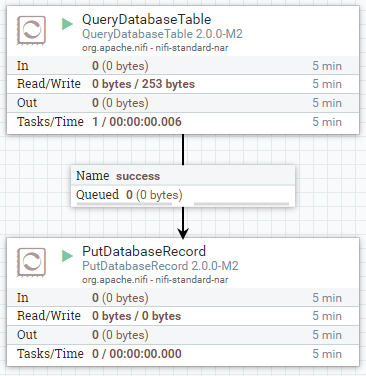 QueryDatabaseTable
QueryDatabaseTable 2.0.0-M2
org.apache.nifi - nifi-standard-nar
In 0 (0 bytes) 5 min
Read/Write 0 bytes / 253 bytes 5 min
Out 0 (0 bytes) 5 min
Tasks/Time 1 / 00:00:00.006 5 min
Name success
Queued 0 (0 bytes)
PutDatabaseRecord
PutDatabaseRecord 2.0.0-M2
org.apache.nifi - nifi-standard-nar
In 0 (0 bytes) 5 min
Read/Write 0 bytes / 0 bytes 5 min
Out 0 (0 bytes) 5 min
Tasks/Time 0 / 00:00:00.000 5 min